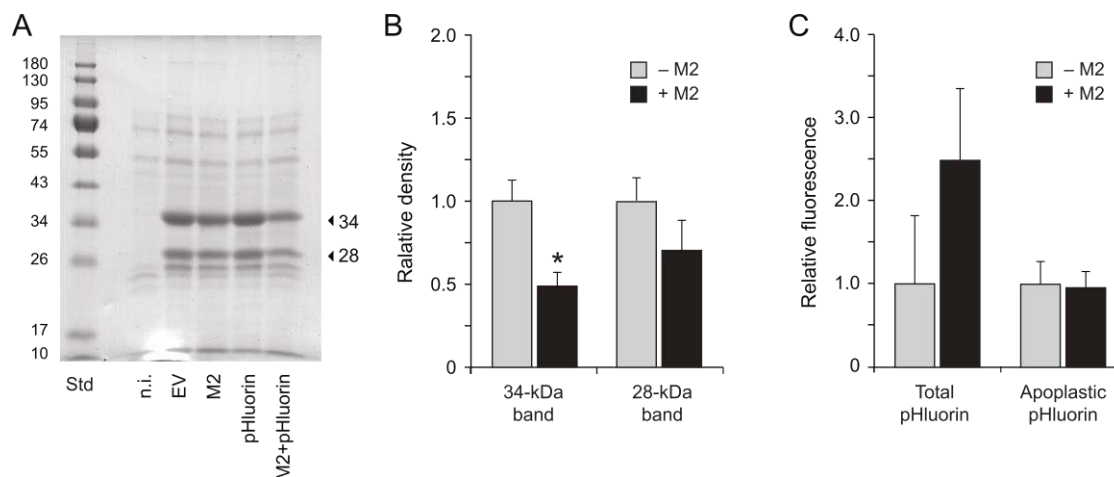 A
180
130
95
74
55
43
34
26
17
10
34
28
Std
n.i.
EV
M2
pHluorin
M2+pHluorin
B
Ralative density
2.0
1.5
1.0
0.5
0
– M2
+ M2
*
34-kDa
band
28-kDa
band
C
Relative fluorescence
4.0
3.0
2.0
1.0
0
– M2
+ M2
Total
pHluorin
Apoplastic
pHluorin